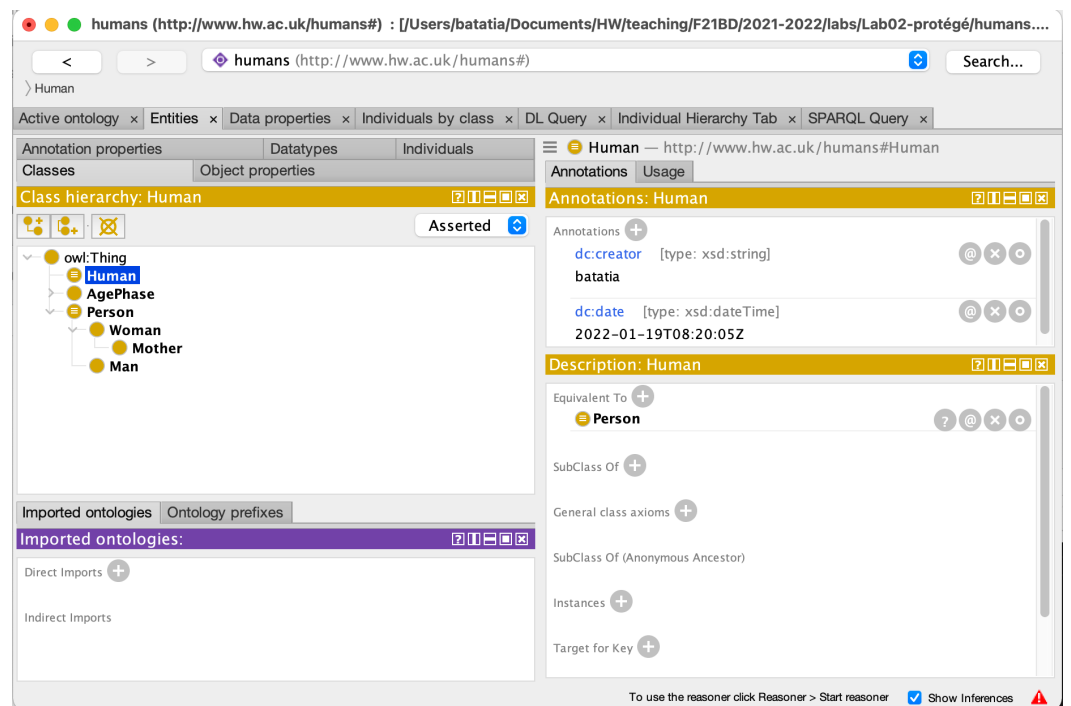 humans (http://www.hw.ac.uk/humans#) : [/Users/batatia/Documents/HW/teaching/F21BD/2021-2022/labs/Lab02-protégé/humans....
< > humans (http://www.hw.ac.uk/humans#) Search...
〉Human
Active ontology × Entities × Data properties × Individuals by class × DL Query × Individual Hierarchy Tab × SPARQL Query ×
Annotation properties Datatypes Individuals
Classes Object properties
Class hierarchy: Human
Asserted
owl:Thing
Human
AgePhase
Person
Woman
Mother
Man
Imported ontologies Ontology prefixes
Imported ontologies:
Direct Imports
Indirect Imports
Human — http://www.hw.ac.uk/humans#Human
Annotations Usage
Annotations: Human
Annotations
dc:creator [type: xsd:string]
batatia
dc:date [type: xsd:dateTime]
2022-01-19T08:20:05Z
Description: Human
Equivalent To
Person
SubClass Of
General class axioms
SubClass Of (Anonymous Ancestor)
Instances
Target for Key
To use the reasoner click Reasoner > Start reasoner Show Inferences